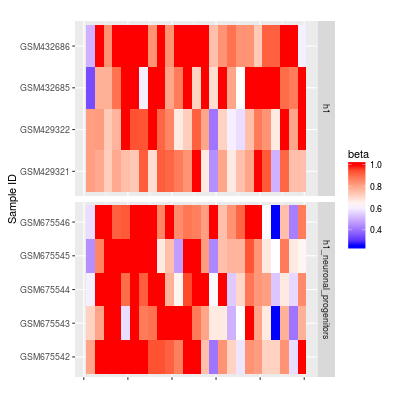 GSM432686
GSM432685
GSM429322
GSM429321
h1
GSM675546
GSM675545
GSM675544
GSM675543
GSM675542
h1_neuronal_progenitors
Sample ID
beta
1.0
0.8
0.6
0.4